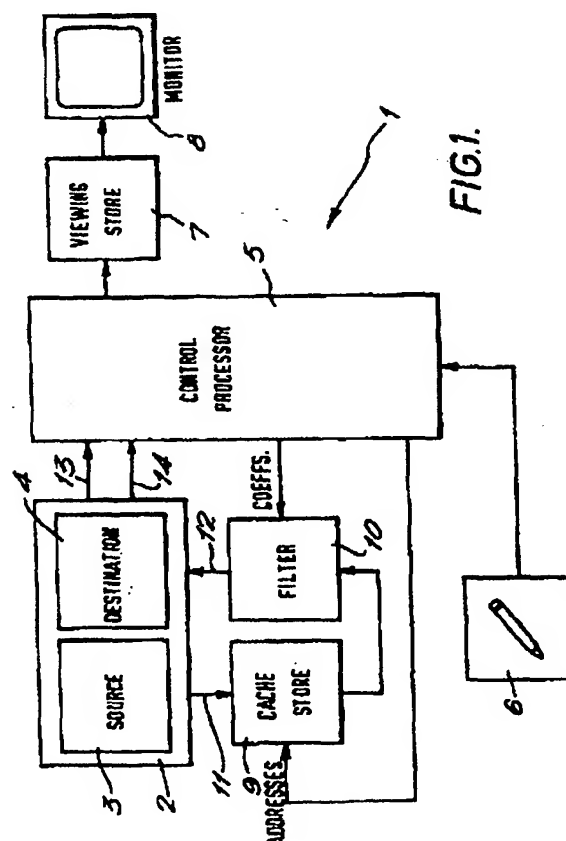 MONITOR
8
VIEWING
STORE
7
1
FIG.1.
5
CONTROL
PROCESSOR
13
14
4
DESTINATION
SOURCE
3
2
12
COEFFS.
FILTER
10
11
CACHE
STORE
9
ADDRESSES
6